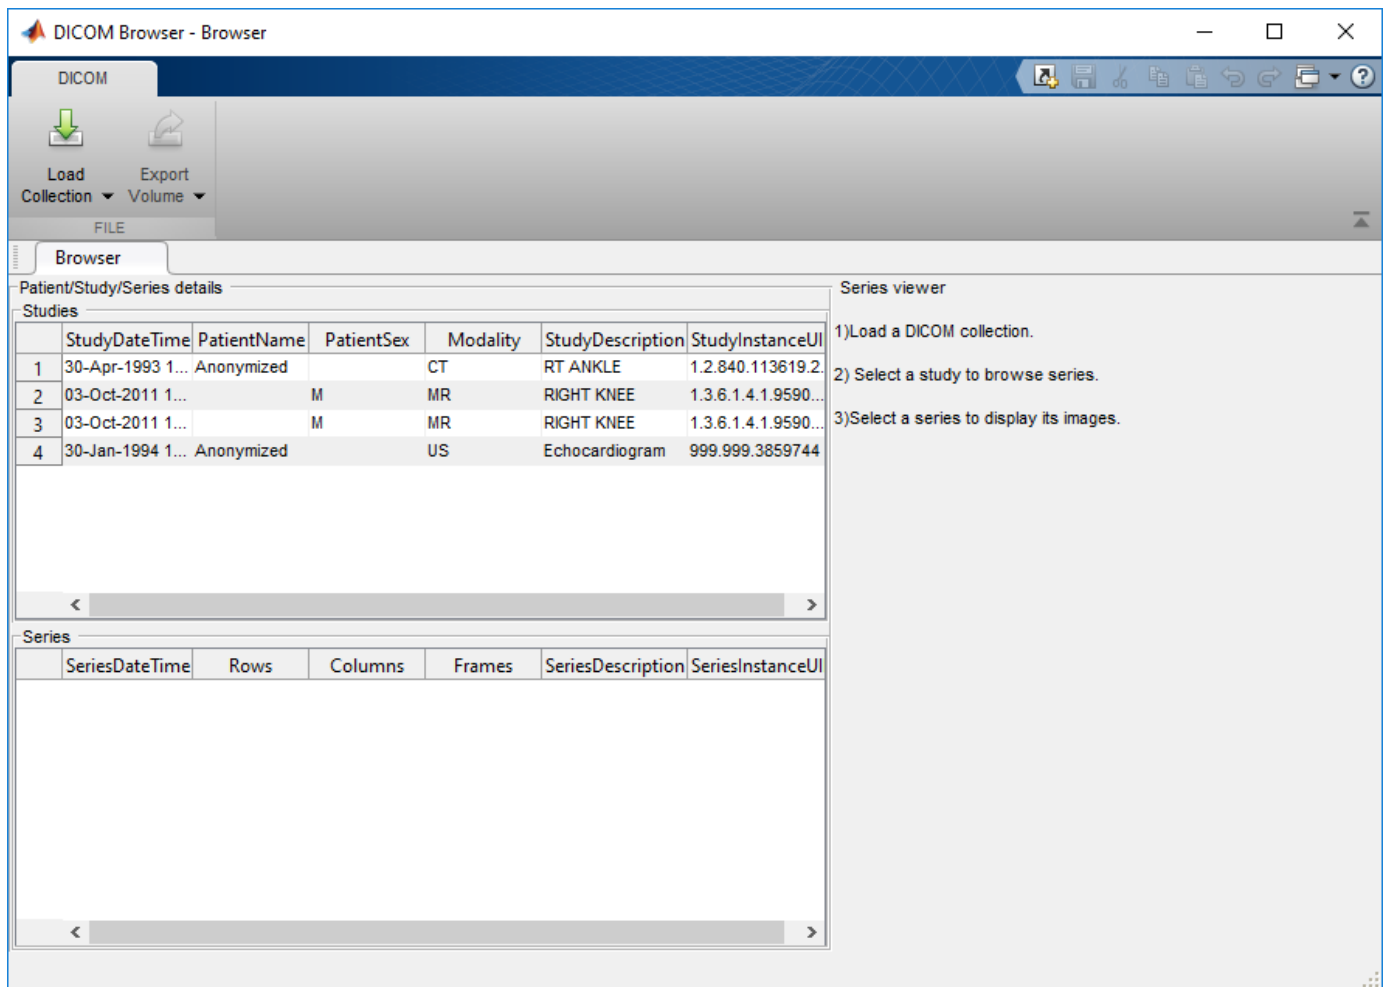 DICOM Browser - Browser
DICOM
Load Collection
Export Volume
FILE
Browser
Patient/Study/Series details
Studies
StudyDateTime PatientName PatientSex Modality StudyDescription StudyInstanceUI
1 30-Apr-1993 1... Anonymized CT RT ANKLE 1.2.840.113619.2.
2 03-Oct-2011 1... M MR RIGHT KNEE 1.3.6.1.4.1.9590...
3 03-Oct-2011 1... M MR RIGHT KNEE 1.3.6.1.4.1.9590...
4 30-Jan-1994 1... Anonymized US Echocardiogram 999.999.3859744
Series
SeriesDateTime Rows Columns Frames SeriesDescription SeriesInstanceUI
Series viewer
1)Load a DICOM collection.
2) Select a study to browse series.
3)Select a series to display its images.